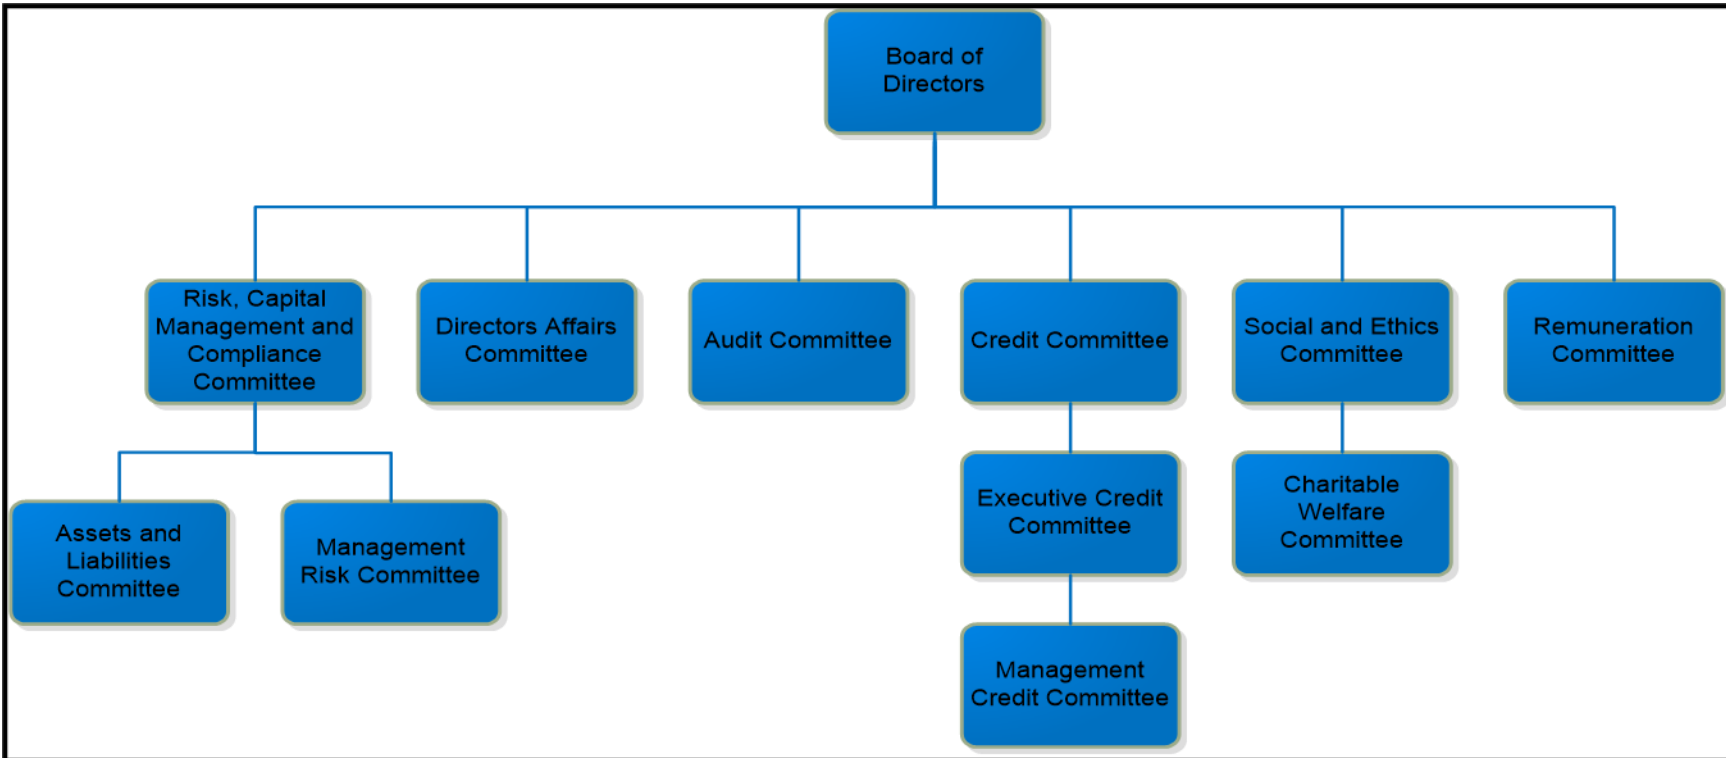 Board of
Directors
Risk, Capital
Management and
Compliance
Committee
Directors Affairs
Committee
Audit Committee
Credit Committee
Social and Ethics
Committee
Remuneration
Committee
Assets and
Liabilities
Committee
Management
Risk Committee
Executive Credit
Committee
Charitable
Welfare
Committee
Management
Credit Committee